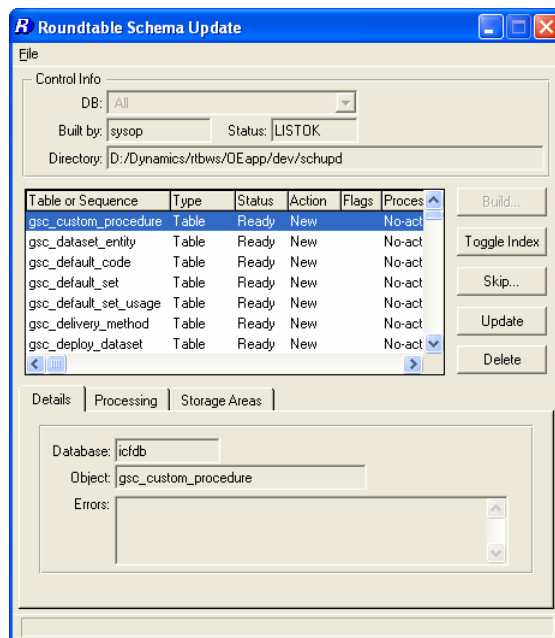 R Roundtable Schema Update
File
Control Info
DB: All
Built by: sysop Status: LISTOK
Directory: D:/Dynamics/rtbws/OEapp/dev/schupd
Table or Sequence Type Status Action Flags Proces
gsc_custom_procedure Table Ready New No-act
gsc_dataset_entity Table Ready New No-act
gsc_default_code Table Ready New No-act
gsc_default_set Table Ready New No-act
gsc_default_set_usage Table Ready New No-act
gsc_delivery_method Table Ready New No-act
gsc_deploy_dataset Table Ready New No-act
Build...
Toggle Index
Skip...
Update
Delete
Details Processing Storage Areas
Database: icfdb
Object: gsc_custom_procedure
Errors: